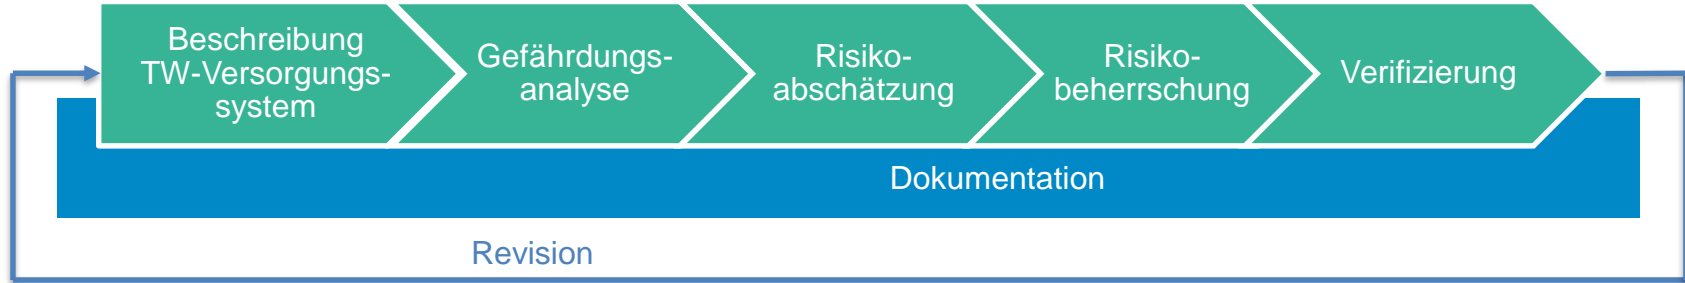 Beschreibung
TW-Versorgungs-
system
Gefährdungs-
analyse
Risiko-
abschätzung
Risiko-
beherrschung
Verifizierung
Dokumentation
Revision